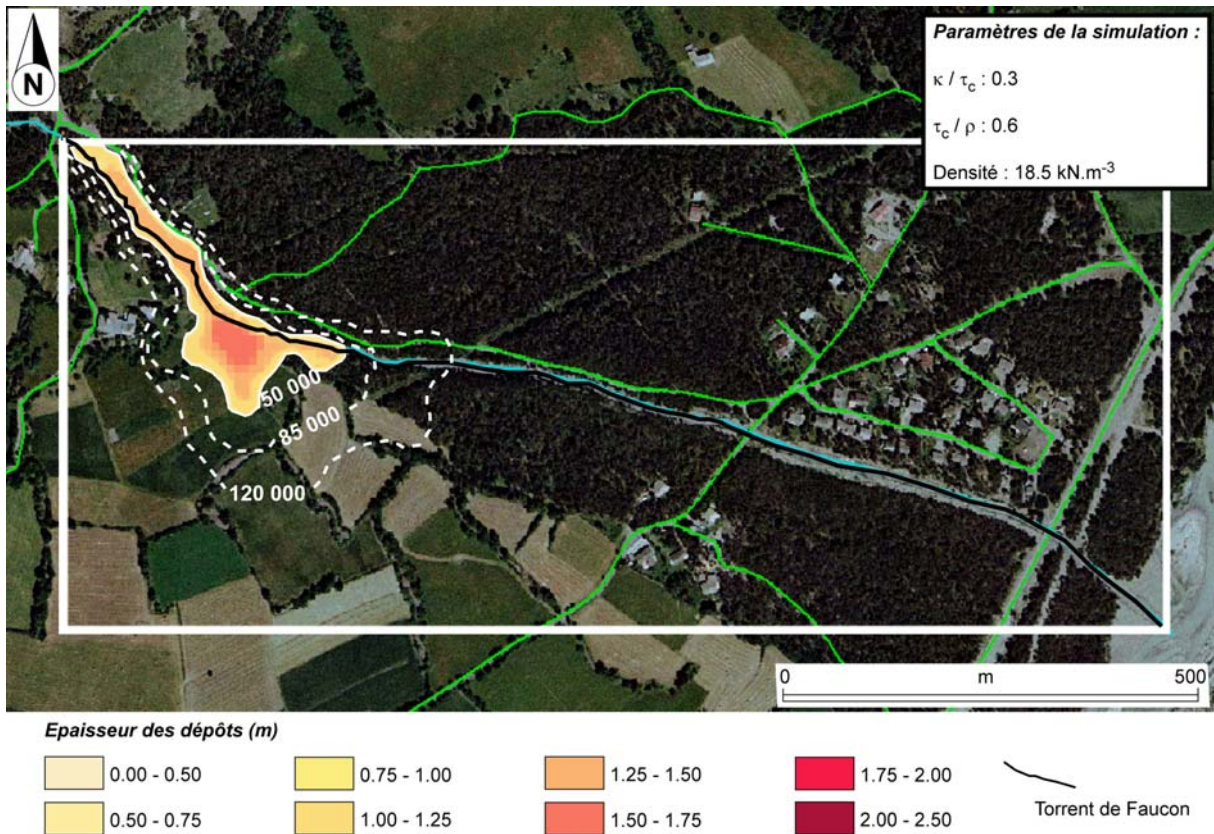 N
Paramètres de la simulation :
κ / τc : 0.3
τc / ρ : 0.6
Densité : 18.5 kN.m-3
50 000
85 000
120 000
0 m 500
Epaisseur des dépôts (m)
0.00 - 0.50
0.75 - 1.00
1.25 - 1.50
1.75 - 2.00
0.50 - 0.75
1.00 - 1.25
1.50 - 1.75
2.00 - 2.50
Torrent de Faucon